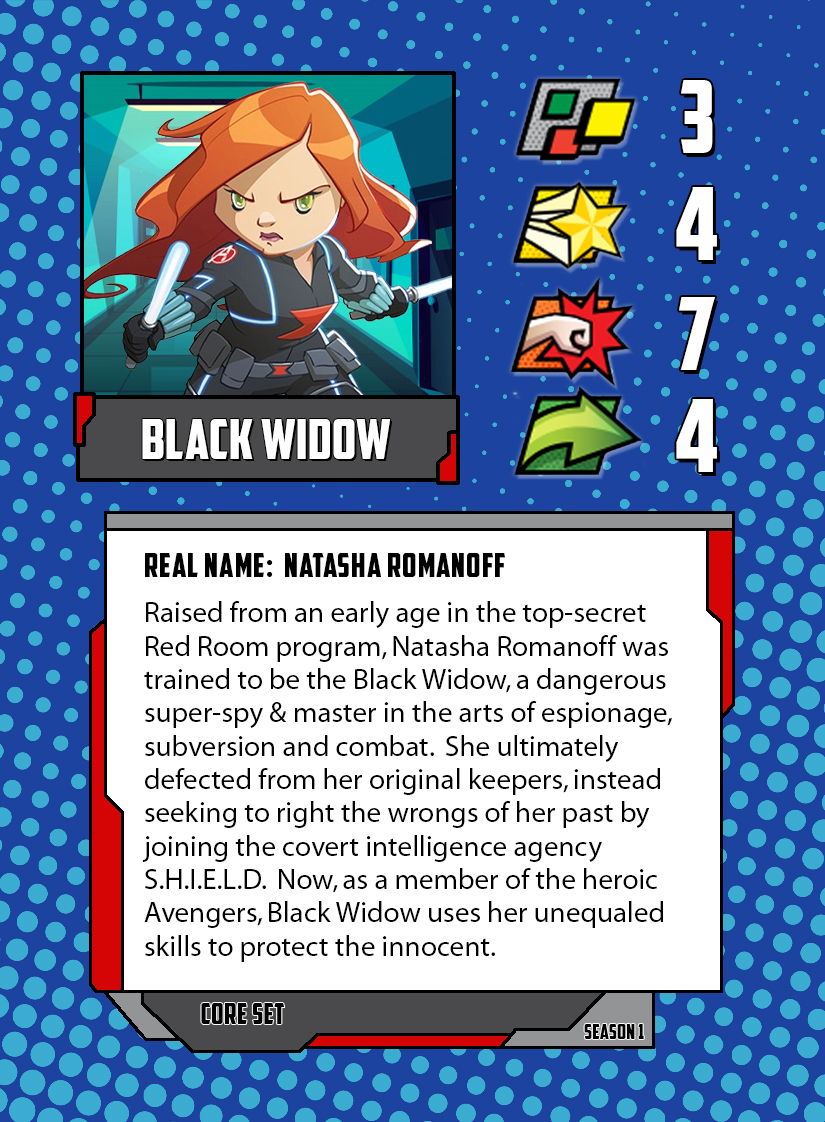 3
4
7
4
BLACK WIDOW
REAL NAME: NATASHA ROMANOFF
Raised from an early age in the top-secret
Red Room program, Natasha Romanoff was
trained to be the Black Widow, a dangerous
super-spy & master in the arts of espionage,
subversion and combat. She ultimately
defected from her original keepers, instead
seeking to right the wrongs of her past by
joining the covert intelligence agency
S.H.I.E.L.D. Now, as a member of the heroic
Avengers, Black Widow uses her unequaled
skills to protect the innocent.
CORE SET
SEASON 1